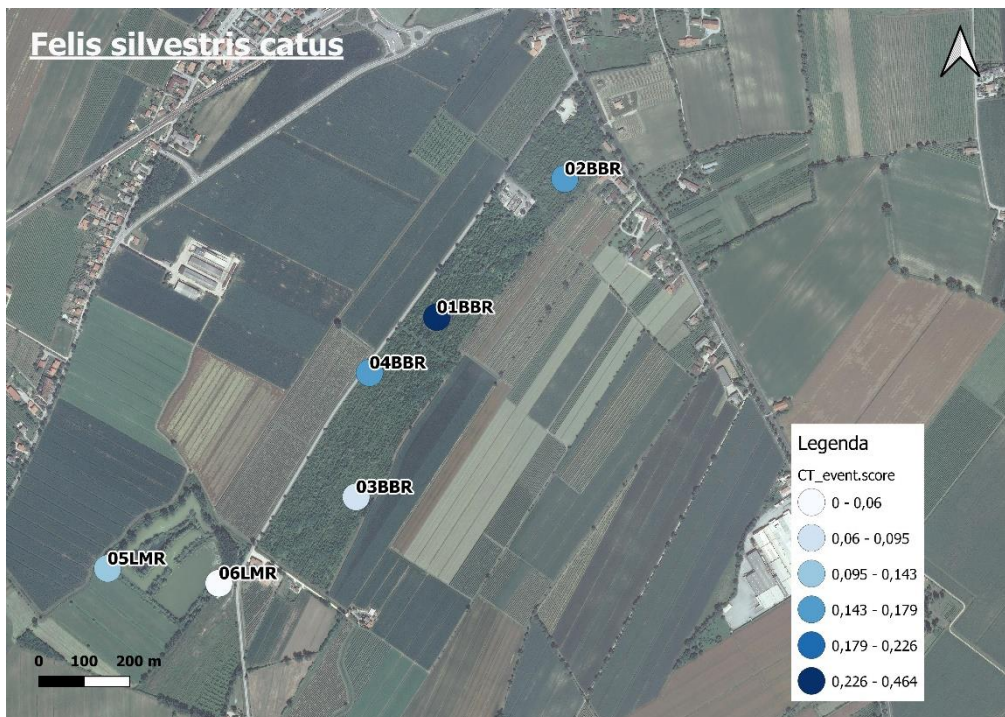 Felis silvestris catus
02BBR
01BBR
04BBR
03BBR
05LMR
06LMR
0 100 200 m
Legenda
CT_event.score
0 - 0,06
0,06 - 0,095
0,095 - 0,143
0,143 - 0,179
0,179 - 0,226
0,226 - 0,464